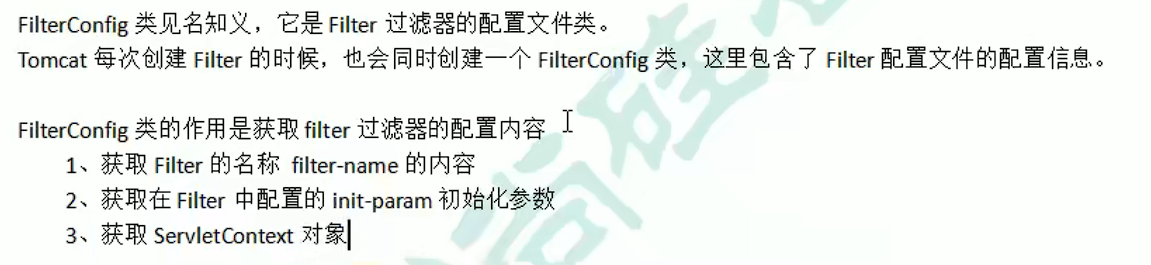 FilterConfig 类见名知义，它是 Filter 过滤器的配置文件类。
Tomcat 每次创建 Filter 的时候，也会同时创建一个 FilterConfig 类，这里包含了 Filter 配置文件的配置信息。
FilterConfig 类的作用是获取 filter 过滤器的配置内容
1、获取 Filter 的名称 filter-name 的内容
2、获取在 Filter 中配置的 init-param 初始化参数
3、获取 ServletContext 对象
尚硅